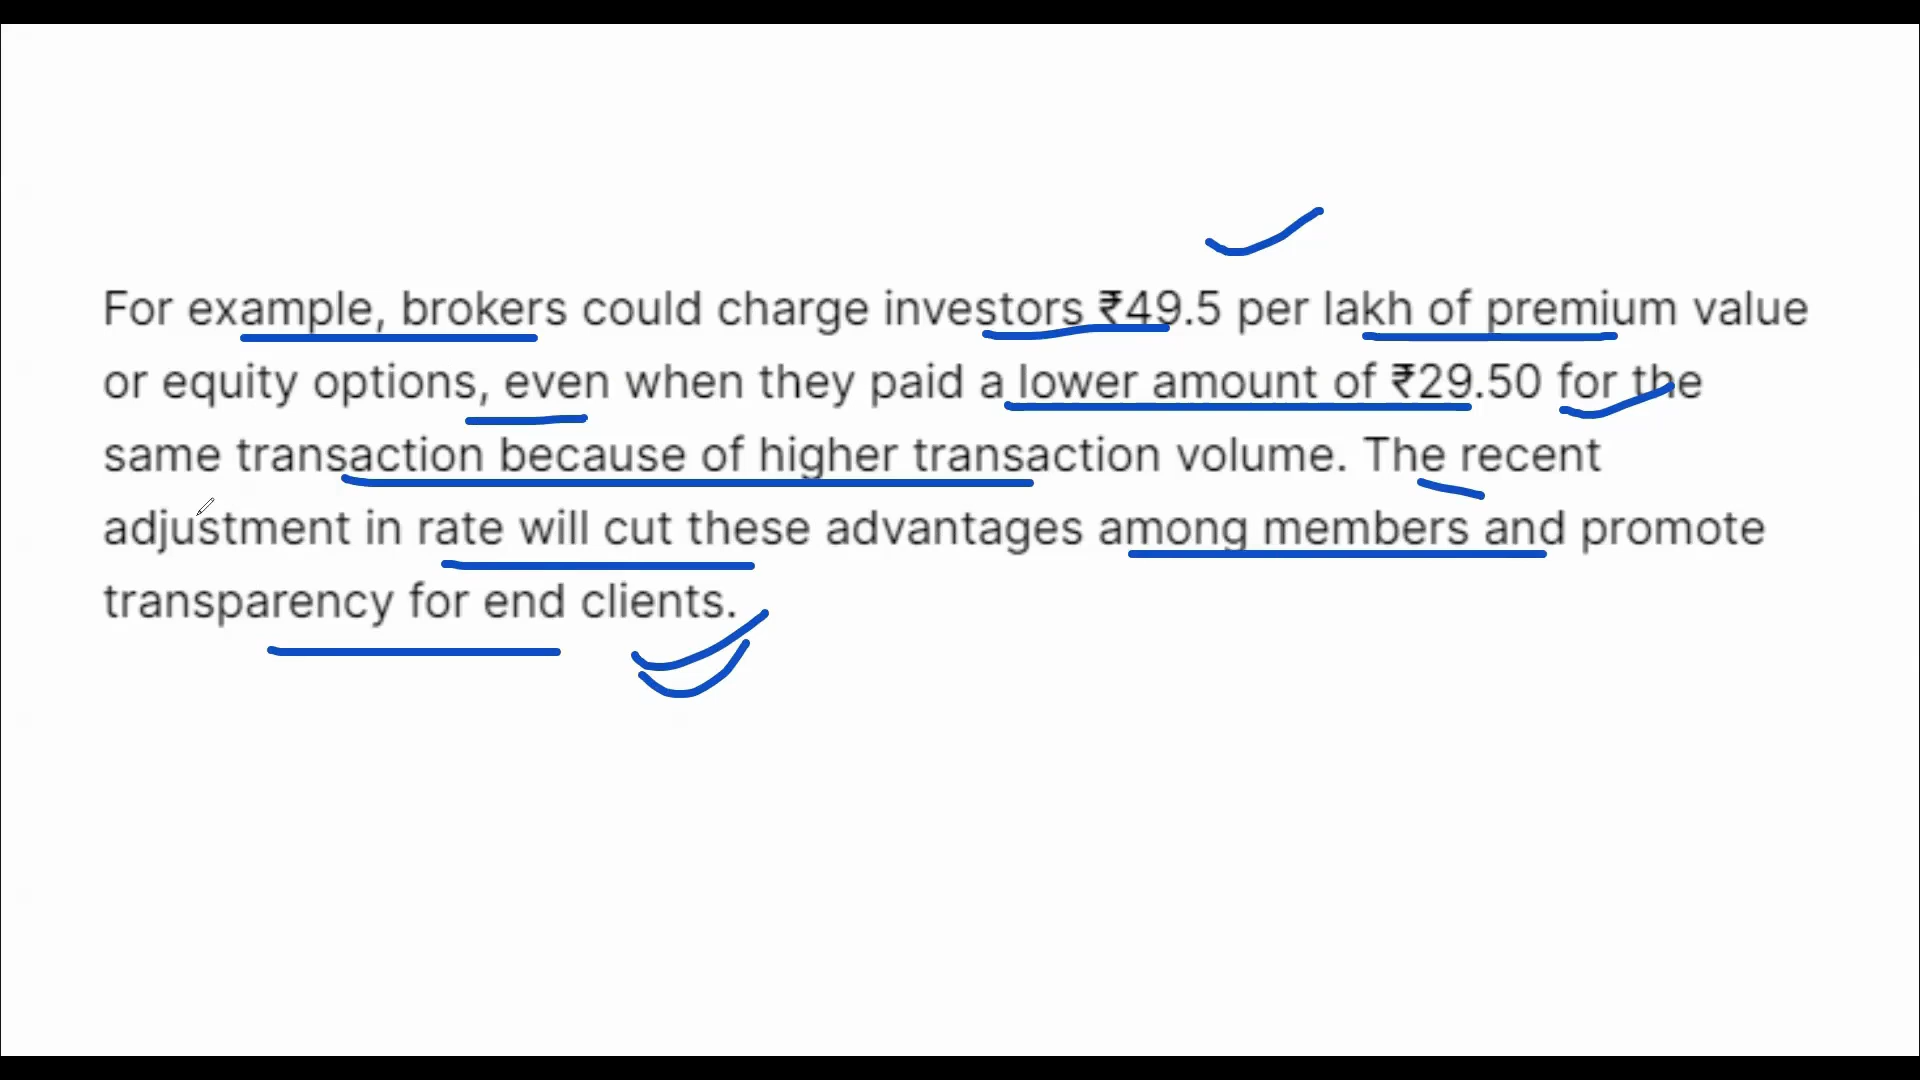 For example, brokers could charge investors ₹49.5 per lakh of premium value
or equity options, even when they paid a lower amount of ₹29.50 for the
same transaction because of higher transaction volume. The recent
adjustment in rate will cut these advantages among members and promote
transparency for end clients.